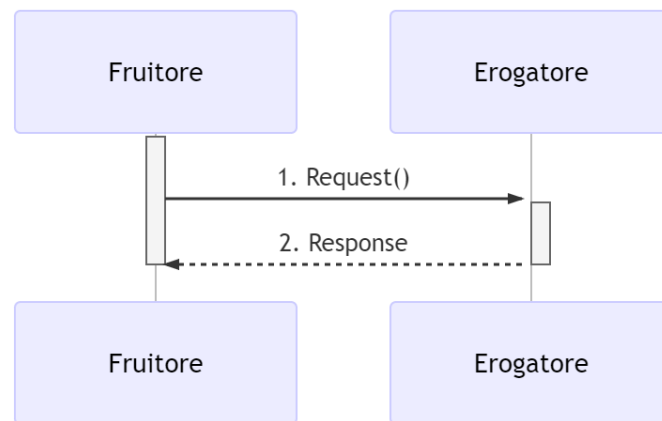 Fruitore
Erogatore
1. Request()
2. Response
Fruitore
Erogatore